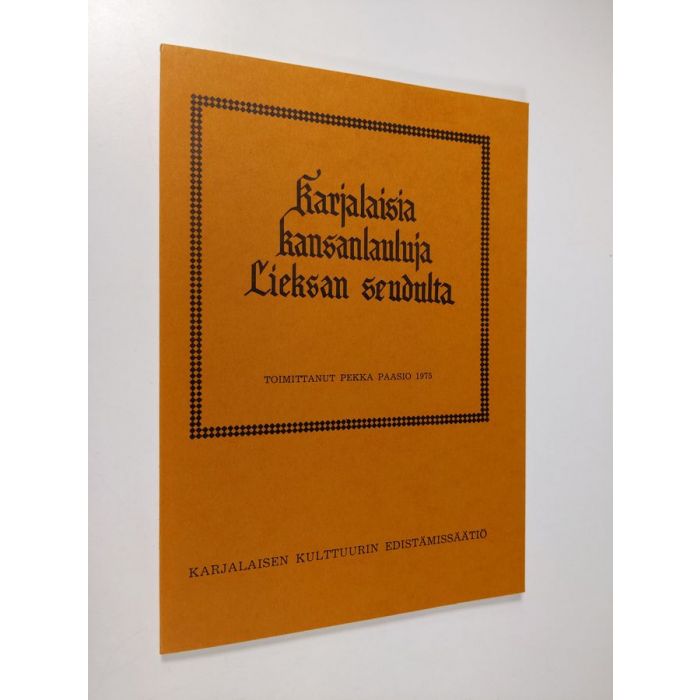 Karjalaisia
kansanlauluja
Lieksan seudulta
TOIMITTANUT PEKKA PAASIO 1975
KARJALAISEN KULTTUURIN EDISTÄMISSÄÄTIÖ